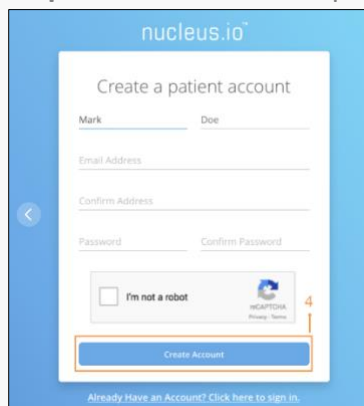 nucleus.io™
Create a patient account
Mark Doe
Email Address
Confirm Address
Password Confirm Password
I'm not a robot
reCAPTCHA
Privacy - Terms
4
Create Account
Already Have an Account? Click here to sign in.